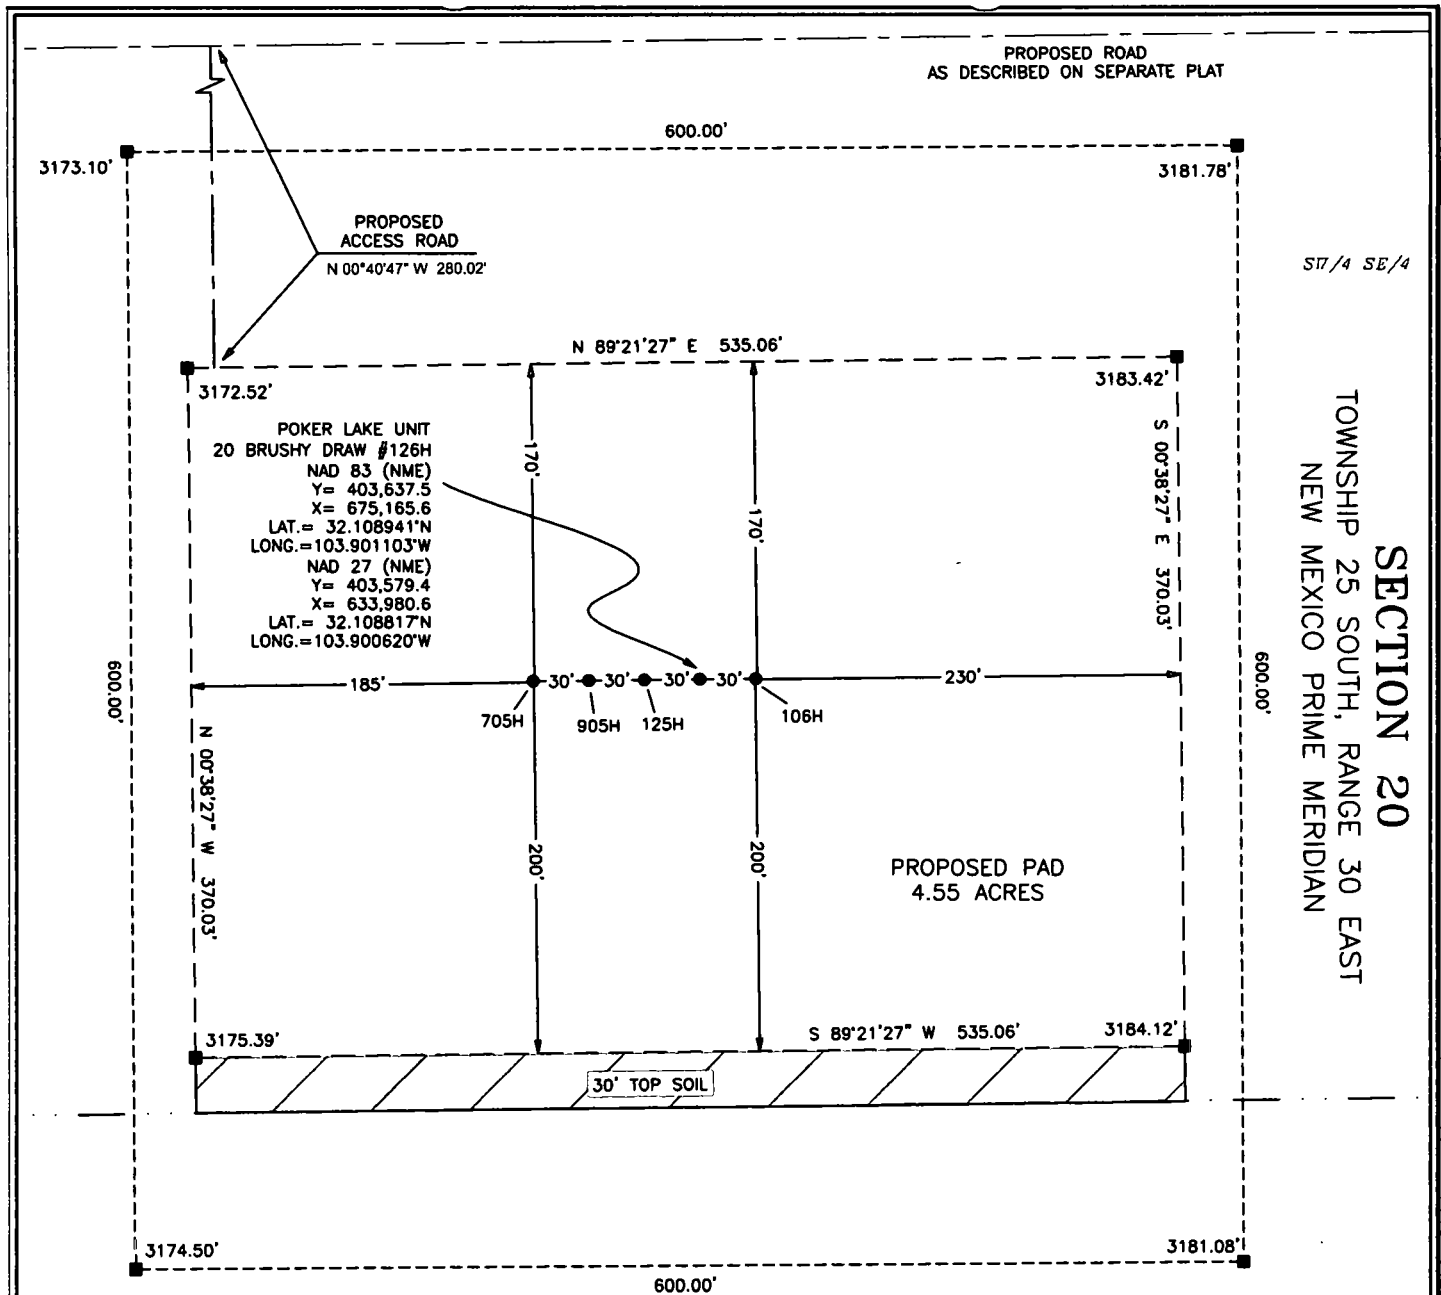 PROPOSED ROAD
AS DESCRIBED ON SEPARATE PLAT
600.00'
3173.10'
3181.78'
PROPOSED
ACCESS ROAD
N 00°40'47" W 280.02'
SW/4 SE/4
N 89°21'27" E 535.06'
3172.52'
3183.42'
POKER LAKE UNIT
20 BRUSHY DRAW #126H
NAD 83 (NME)
Y= 403,637.5
X= 675,165.6
LAT.= 32.108941°N
LONG.=103.901103°W
NAD 27 (NME)
Y= 403,579.4
X= 633,980.6
LAT.= 32.108817°N
LONG.=103.900620°W
170'
170'
S 00°38'27" E 370.03'
SECTION 20
TOWNSHIP 25 SOUTH, RANGE 30 EAST
NEW MEXICO PRIME MERIDIAN
600.00'
185'
30'
30'
30'
30'
230'
600.00'
705H
905H
125H
106H
N 00°38'27" W 370.03'
200'
200'
PROPOSED PAD
4.55 ACRES
3175.39'
S 89°21'27" W 535.06'
3184.12'
30' TOP SOIL
3174.50'
3181.08'
600.00'